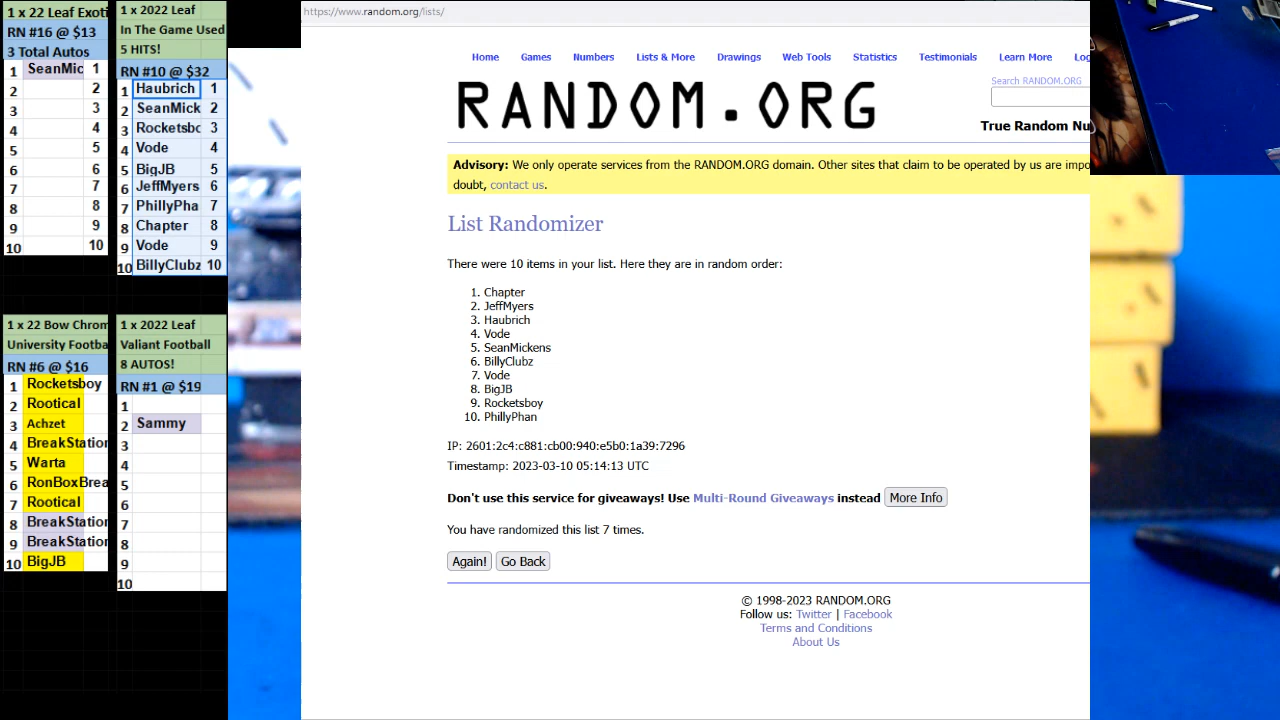 1 x 2022 Leaf Exoti
RN #16 @ $13
3 Total Autos
1 SeanMic 1
2 2
3 3
4 4
5 5
6 6
7 7
8 8
9 9
10 10
1 x 2022 Leaf
In The Game Used
5 HITS!
RN #10 @ $32
1 Haubrich 1
2 SeanMick 2
3 Rocketsbo 3
4 Vode 4
5 BigJB 5
6 JeffMyers 6
7 PhillyPha 7
8 Chapter 8
9 Vode 9
10 BillyClubz 10
1 x 22 Bow Chrom
University Footba
RN #6 @ $16
1 Rocketsboy
2 Rootical
3 Achzet
4 BreakStation
5 Warta
6 RonBoxBrea
7 Rootical
8 BreakStation
9 BreakStation
10 BigJB
1 x 2022 Leaf
Valiant Football
8 AUTOS!
RN #1 @ $19
1
2 Sammy
3
4
5
6
7
8
9
10
https://www.random.org/lists/
Home Games Numbers Lists & More Drawings Web Tools Statistics Testimonials Learn More Log
RANDOM.ORG
Search RANDOM.ORG
True Random Nu
Advisory: We only operate services from the RANDOM.ORG domain. Other sites that claim to be operated by us are impo
doubt, contact us.
List Randomizer
There were 10 items in your list. Here they are in random order:
1. Chapter
2. JeffMyers
3. Haubrich
4. Vode
5. SeanMickens
6. BillyClubz
7. Vode
8. BigJB
9. Rocketsboy
10. PhillyPhan
IP: 2601:2c4:c881:cb00:940:e5b0:1a39:7296
Timestamp: 2023-03-10 05:14:13 UTC
Don't use this service for giveaways! Use Multi-Round Giveaways instead More Info
You have randomized this list 7 times.
Again! Go Back
© 1998-2023 RANDOM.ORG
Follow us: Twitter | Facebook
Terms and Conditions
About Us